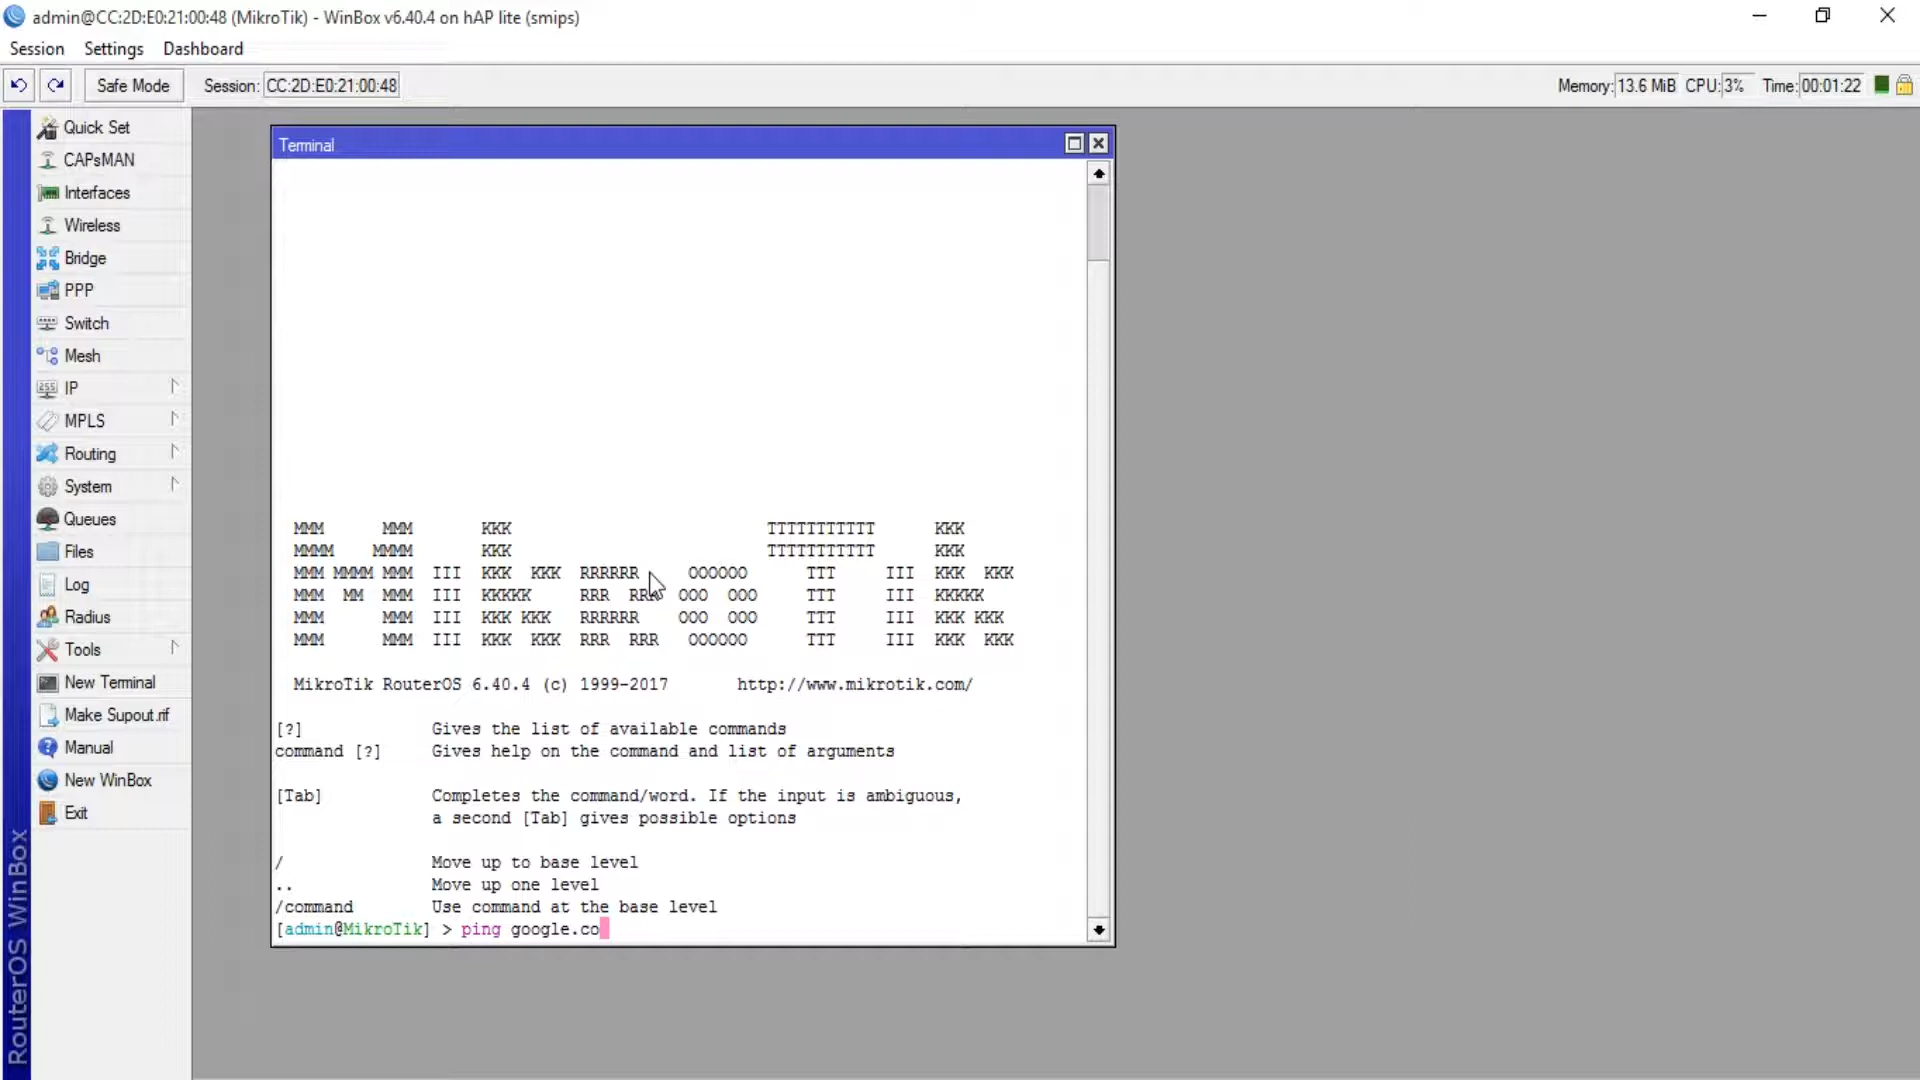 admin@CC:2D:E0:21:00:48 (MikroTik) - WinBox v6.40.4 on hAP lite (smips)
Session Settings Dashboard
Safe Mode Session: CC:2D:E0:21:00:48 Memory: 13.6 MiB CPU: 3% Time: 00:01:22
Quick Set
CAPsMAN
Interfaces
Wireless
Bridge
PPP
Switch
Mesh
IP
MPLS
Routing
System
Queues
Files
Log
Radius
Tools
New Terminal
Make Supout.rif
Manual
New WinBox
Exit
RouterOS WinBox
Terminal
MMM      MMM       KKK                          TTTTTTTTTTT      KKK
MMMM    MMMM       KKK                          TTTTTTTTTTT      KKK
MMM MMMM MMM  III  KKK  KKK  RRRRRR     OOOOOO      TTT     III  KKK  KKK
MMM  MM  MMM  III  KKKKK     RRR  RRR  OOO  OOO     TTT     III  KKKKK
MMM      MMM  III  KKK KKK   RRRRRR    OOO  OOO     TTT     III  KKK KKK
MMM      MMM  III  KKK  KKK  RRR  RRR   OOOOOO      TTT     III  KKK  KKK
MikroTik RouterOS 6.40.4 (c) 1999-2017       http://www.mikrotik.com/
[?]             Gives the list of available commands
command [?]     Gives help on the command and list of arguments
[Tab]           Completes the command/word. If the input is ambiguous,
a second [Tab] gives possible options
/               Move up to base level
..              Move up one level
/command        Use command at the base level
[admin@MikroTik] > ping google.co